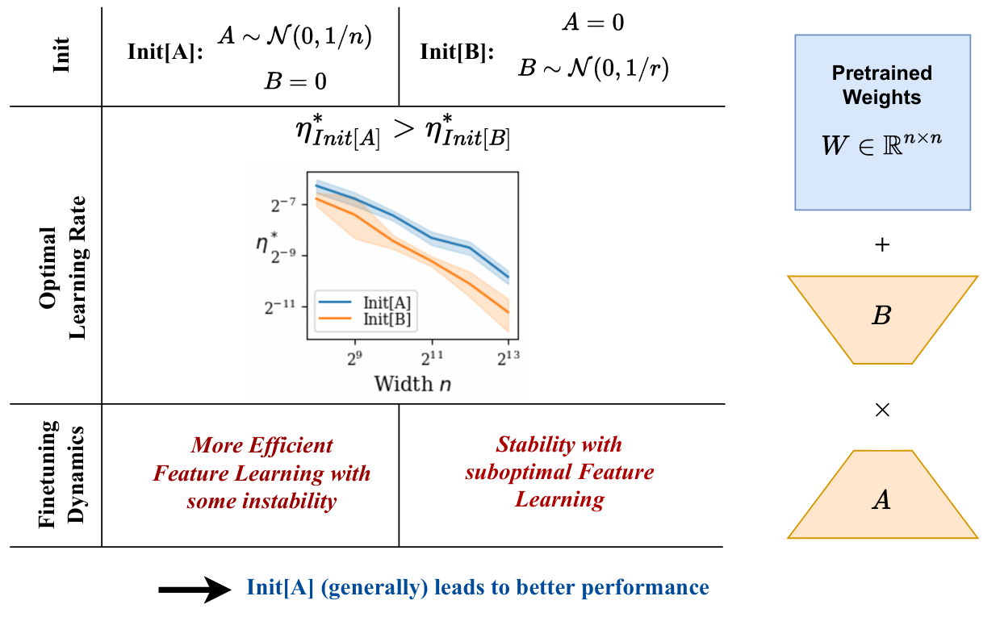 Init
Init[A]: A ∼ 𝒩(0, 1/n)
B = 0
Init[B]: A = 0
B ∼ 𝒩(0, 1/r)
Optimal
Learning Rate
η*_{Init[A]} > η*_{Init[B]}
η*
2^{-7}
2^{-9}
2^{-11}
Init[A]
Init[B]
2^9 2^{11} 2^{13}
Width n
Finetuning
Dynamics
More Efficient
Feature Learning with
some instability
Stability with
suboptimal Feature
Learning
Init[A] (generally) leads to better performance
Pretrained
Weights
W ∈ ℝ^{n×n}
+
B
×
A